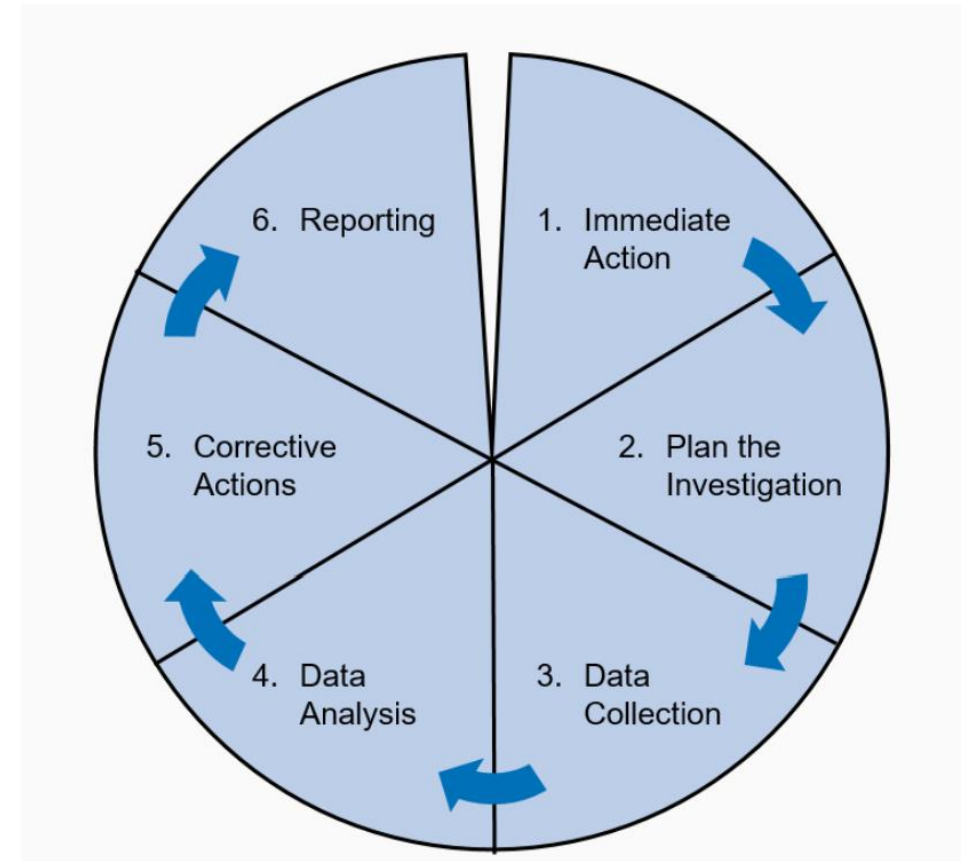 1. Immediate
Action
2. Plan the
Investigation
3. Data
Collection
4. Data
Analysis
5. Corrective
Actions
6. Reporting